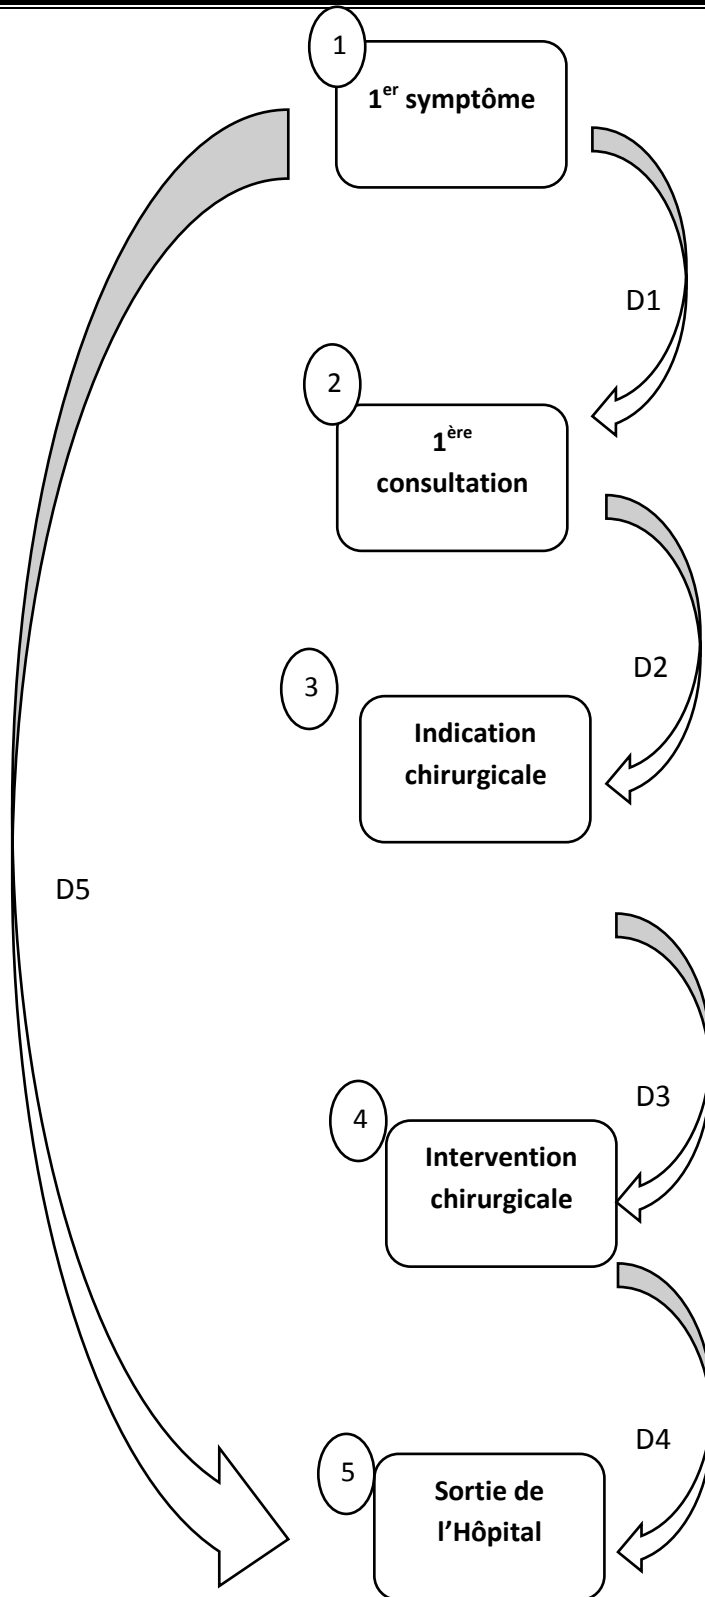 1
1er symptôme
D1
2
1ère
consultation
D2
3
Indication
chirurgicale
D5
D3
4
Intervention
chirurgicale
D4
5
Sortie de
l’Hôpital